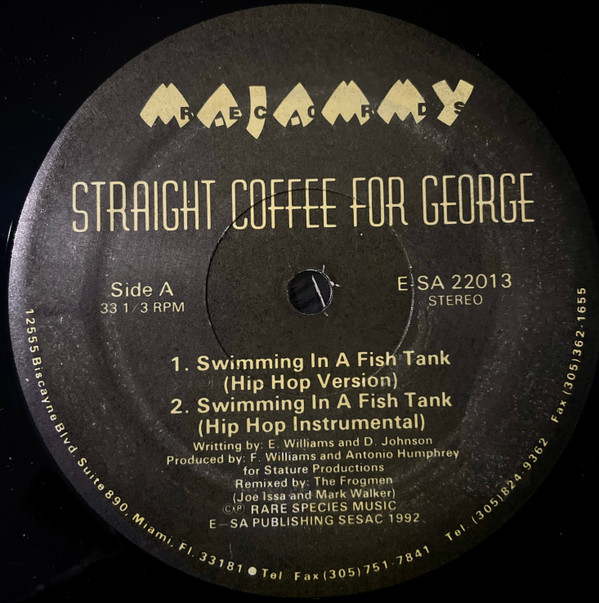 MAJAMMY
RECORDS
STRAIGHT COFFEE FOR GEORGE
Side A
33 1/3 RPM
E-SA 22013
STEREO
1. Swimming In A Fish Tank
(Hip Hop Version)
2. Swimming In A Fish Tank
(Hip Hop Instrumental)
Writting by: E. Williams and D. Johnson
Produced by: F. Williams and Antonio Humphrey
for Stature Productions
Remixed by: The Frogmen
(Joe Issa and Mark Walker)
©℗ RARE SPECIES MUSIC
E-SA PUBLISHING SESAC 1992
12555 Biscayne Blvd. Suite 890, Miami, Fl. 33181 ● Tel Fax (305) 751.7841 Tel. (305) 824.9362 Fax (305) 362-1655